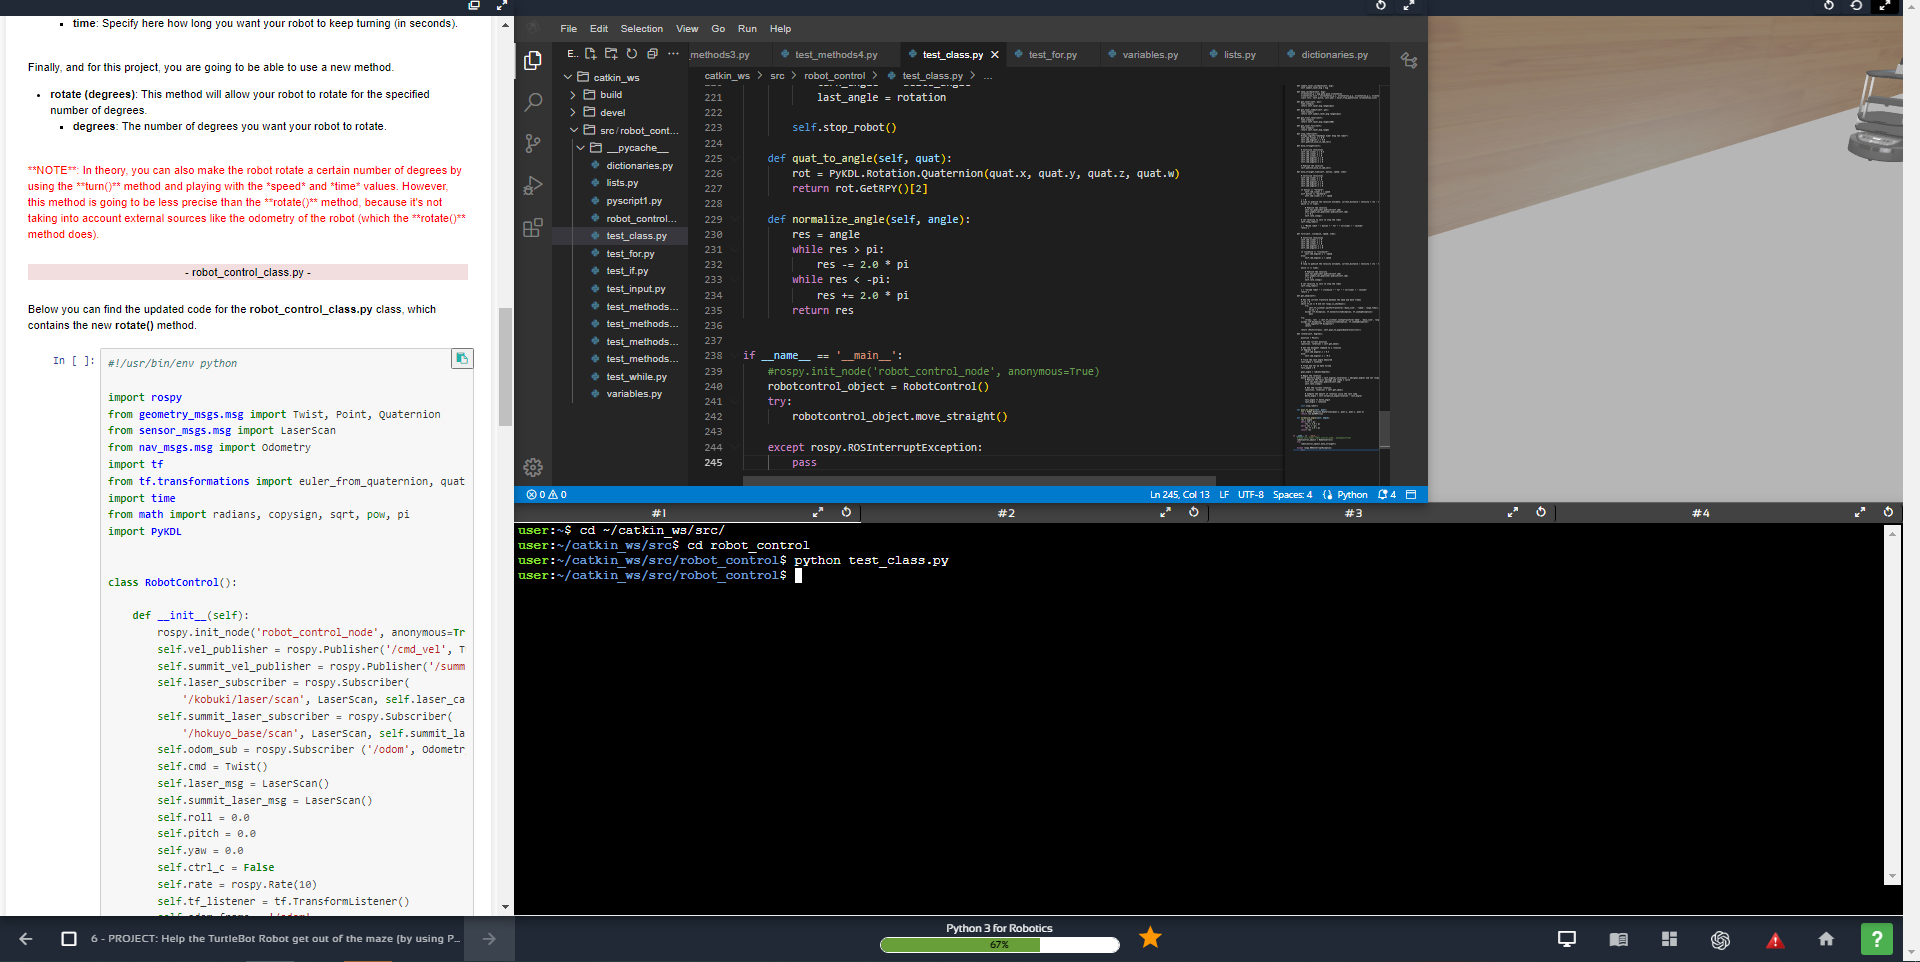 time: Specify here how long you want your robot to keep turning (in seconds).
Finally, and for this project, you are going to be able to use a new method.
rotate (degrees): This method will allow your robot to rotate for the specified
number of degrees.
degrees: The number of degrees you want your robot to rotate.
**NOTE**: In theory, you can also make the robot rotate a certain number of degrees by
using the **turn()** method and playing with the *speed* and *time* values. However,
this method is going to be less precise than the **rotate()** method, because it's not
taking into account external sources like the odometry of the robot (which the **rotate()**
method does).
- robot_control_class.py -
Below you can find the updated code for the robot_control_class.py class, which
contains the new rotate() method.
In [ ]:
#!/usr/bin/env python
import rospy
from geometry_msgs.msg import Twist, Point, Quaternion
from sensor_msgs.msg import LaserScan
from nav_msgs.msg import Odometry
import tf
from tf.transformations import euler_from_quaternion, quat
import time
from math import radians, copysign, sqrt, pow, pi
import PyKDL
class RobotControl():
def __init__(self):
rospy.init_node('robot_control_node', anonymous=Tr
self.vel_publisher = rospy.Publisher('/cmd_vel', T
self.summit_vel_publisher = rospy.Publisher('/summ
self.laser_subscriber = rospy.Subscriber(
'/kobuki/laser/scan', LaserScan, self.laser_ca
self.summit_laser_subscriber = rospy.Subscriber(
'/hokuyo_base/scan', LaserScan, self.summit_la
self.odom_sub = rospy.Subscriber ('/odom', Odometr
self.cmd = Twist()
self.laser_msg = LaserScan()
self.summit_laser_msg = LaserScan()
self.roll = 0.0
self.pitch = 0.0
self.yaw = 0.0
self.ctrl_c = False
self.rate = rospy.Rate(10)
self.tf_listener = tf.TransformListener()
File Edit Selection View Go Run Help
E..
methods3.py test_methods4.py test_class.py test_for.py variables.py lists.py dictionaries.py
catkin_ws > src > robot_control > test_class.py > ...
catkin_ws
build
devel
src/robot_cont...
__pycache__
dictionaries.py
lists.py
pyscript1.py
robot_control...
test_class.py
test_for.py
test_if.py
test_input.py
test_methods...
test_methods...
test_methods...
test_methods...
test_while.py
variables.py
221 last_angle = rotation
222
223 self.stop_robot()
224
225 def quat_to_angle(self, quat):
226 rot = PyKDL.Rotation.Quaternion(quat.x, quat.y, quat.z, quat.w)
227 return rot.GetRPY()[2]
228
229 def normalize_angle(self, angle):
230 res = angle
231 while res > pi:
232 res -= 2.0 * pi
233 while res < -pi:
234 res += 2.0 * pi
235 return res
236
237
238 if __name__ == '__main__':
239 #rospy.init_node('robot_control_node', anonymous=True)
240 robotcontrol_object = RobotControl()
241 try:
242 robotcontrol_object.move_straight()
243
244 except rospy.ROSInterruptException:
245 pass
0 0 Ln 245, Col 13 LF UTF-8 Spaces: 4 Python 4
#1 #2 #3 #4
user:~$ cd ~/catkin_ws/src/
user:~/catkin_ws/src$ cd robot_control
user:~/catkin_ws/src/robot_control$ python test_class.py
user:~/catkin_ws/src/robot_control$
6 - PROJECT: Help the TurtleBot Robot get out of the maze (by using P...
Python 3 for Robotics
67%
?